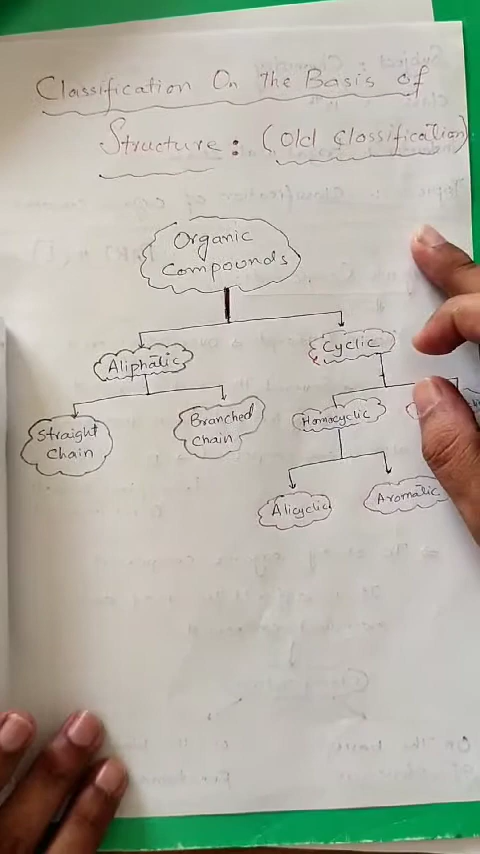 Classification On the Basis of
Structure: (Old Classification)
Organic
Compounds
Aliphatic
Cyclic
Straight
chain
Branched
chain
Homocyclic
Alicyclic
Aromatic